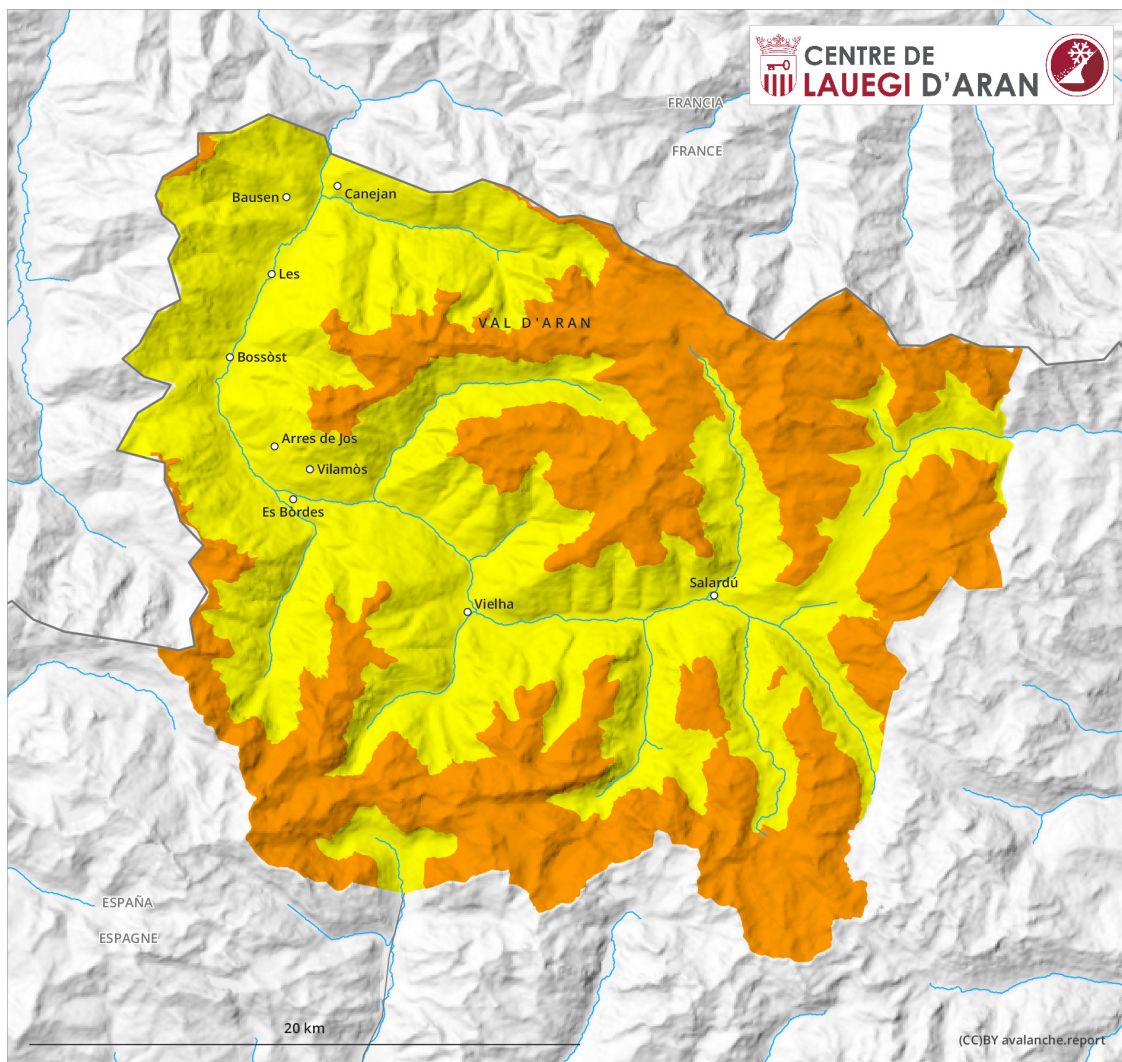 CENTRE DE
LAUEGI D'ARAN
FRANCIA
FRANCE
Canejan
Bausen
Les
VAL D'ARAN
Bossòst
Arres de Jos
Vilamòs
Es Bòrdes
Salardú
Vielha
ESPAÑA
ESPAGNE
20 km
(CC)BY avalanche.report